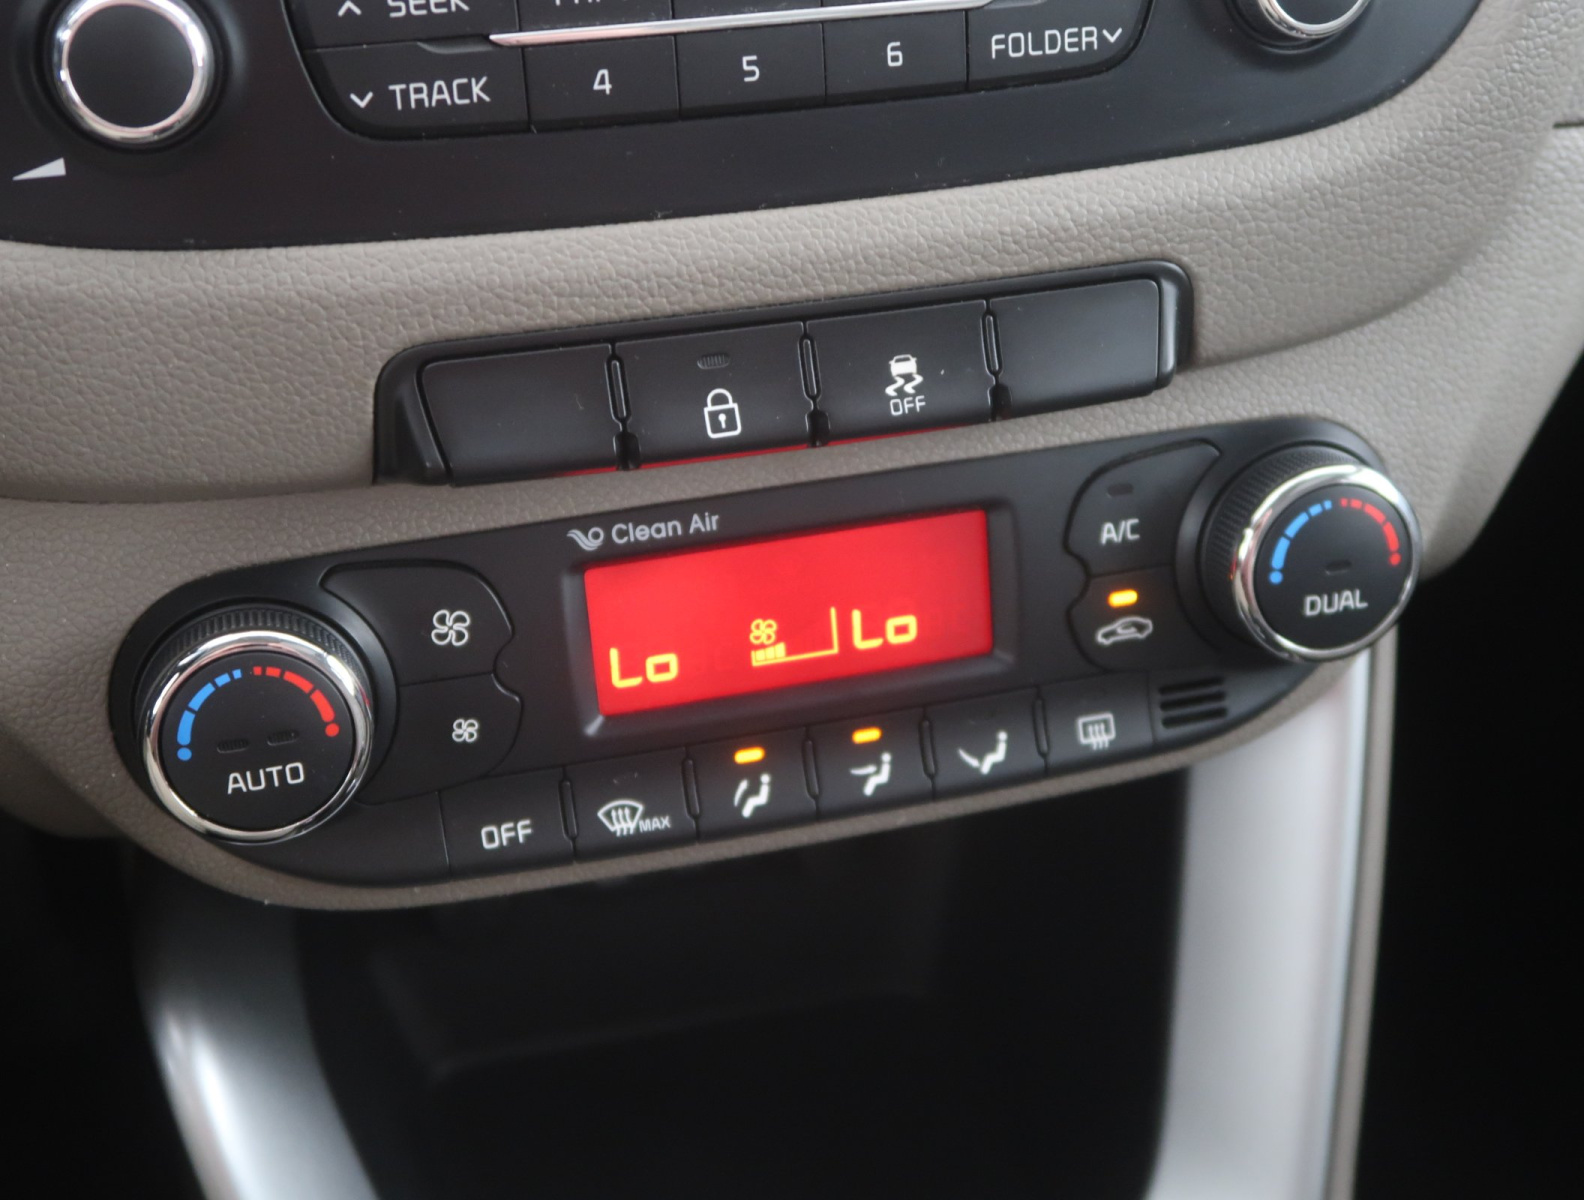 SEEK
TRACK 4 5 6 FOLDER
OFF
Clean Air
A/C
Lo Lo
DUAL
AUTO
OFF MAX